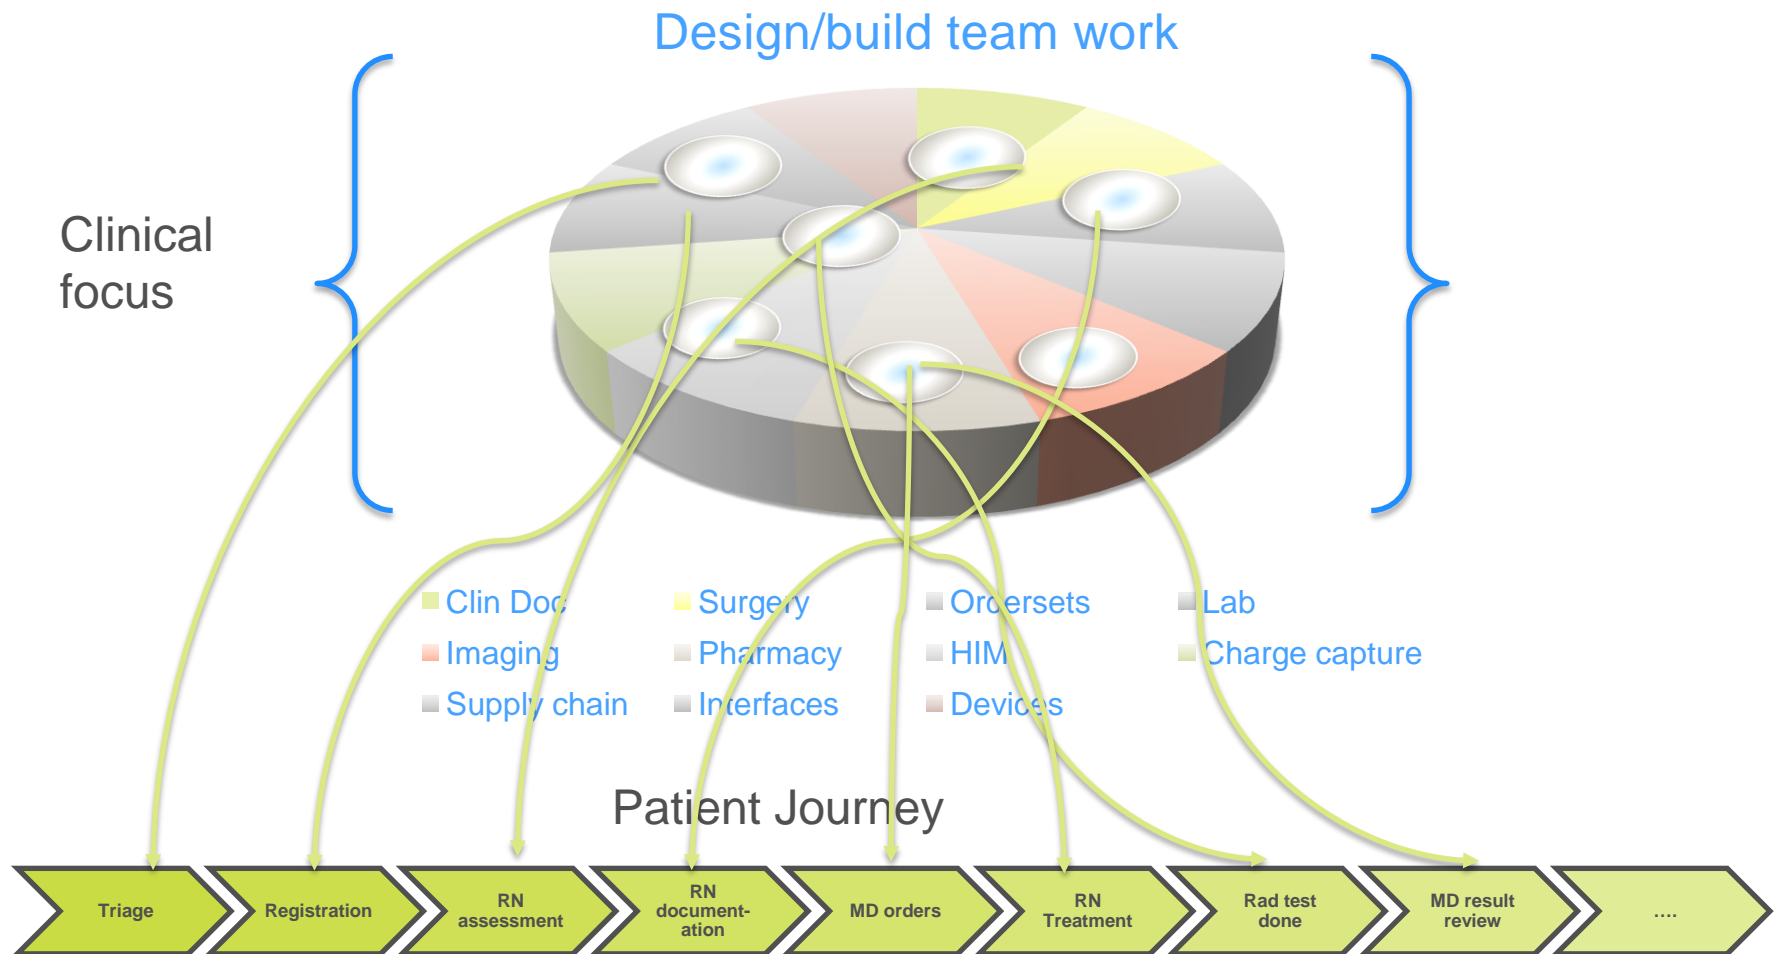 Design/build team work
Clinical
focus
Clin Doc
Surgery
Ordersets
Lab
Imaging
Pharmacy
HIM
Charge capture
Supply chain
Interfaces
Devices
Patient Journey
Triage
Registration
RN
assessment
RN
document-
ation
MD orders
RN
Treatment
Rad test
done
MD result
review
....